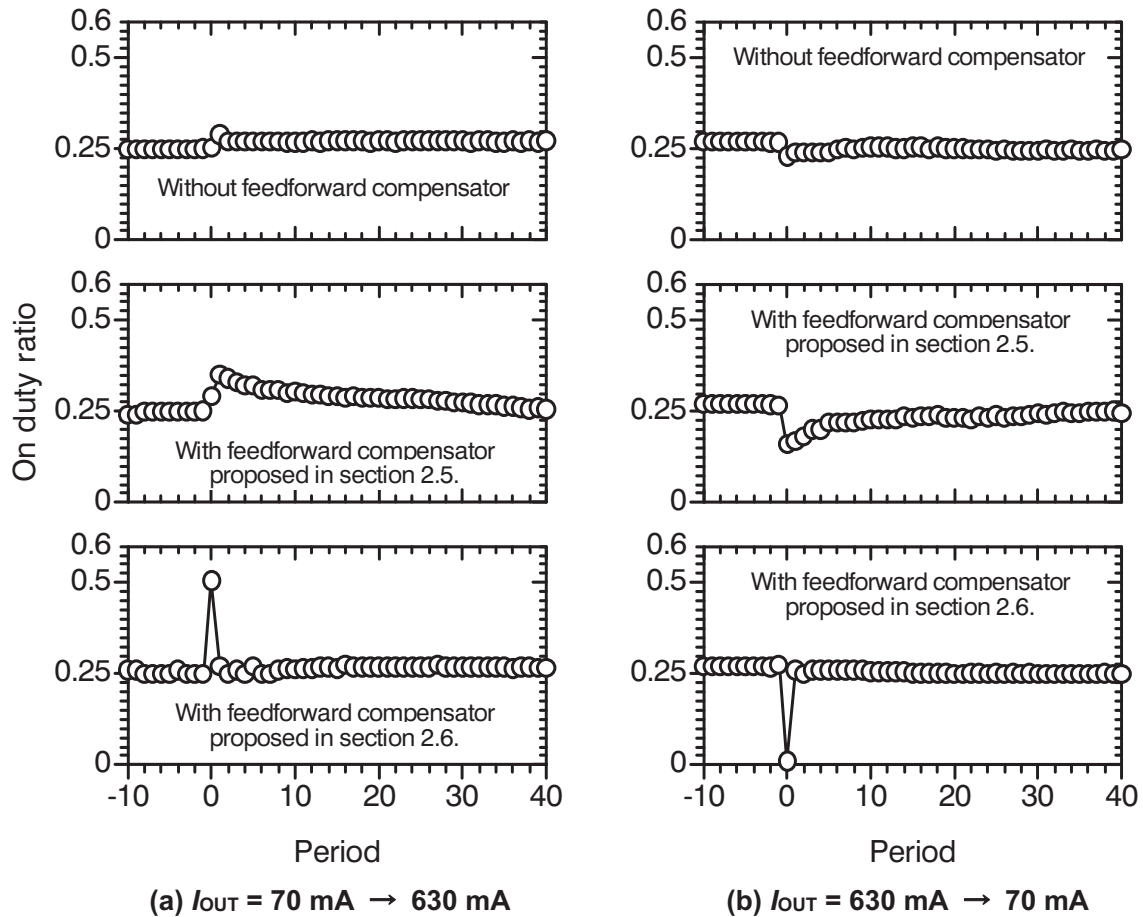 0.6
0.5
0.25
0
Without feedforward compensator
0.6
0.5
0.25
0
Without feedforward compensator
On duty ratio
0.6
0.5
0.25
0
With feedforward compensator
proposed in section 2.5.
0.6
0.5
0.25
0
With feedforward compensator
proposed in section 2.5.
0.6
0.5
0.25
0
With feedforward compensator
proposed in section 2.6.
-10 0 10 20 30 40
Period
(a) IOUT = 70 mA → 630 mA
0.6
0.5
0.25
0
With feedforward compensator
proposed in section 2.6.
-10 0 10 20 30 40
Period
(b) IOUT = 630 mA → 70 mA